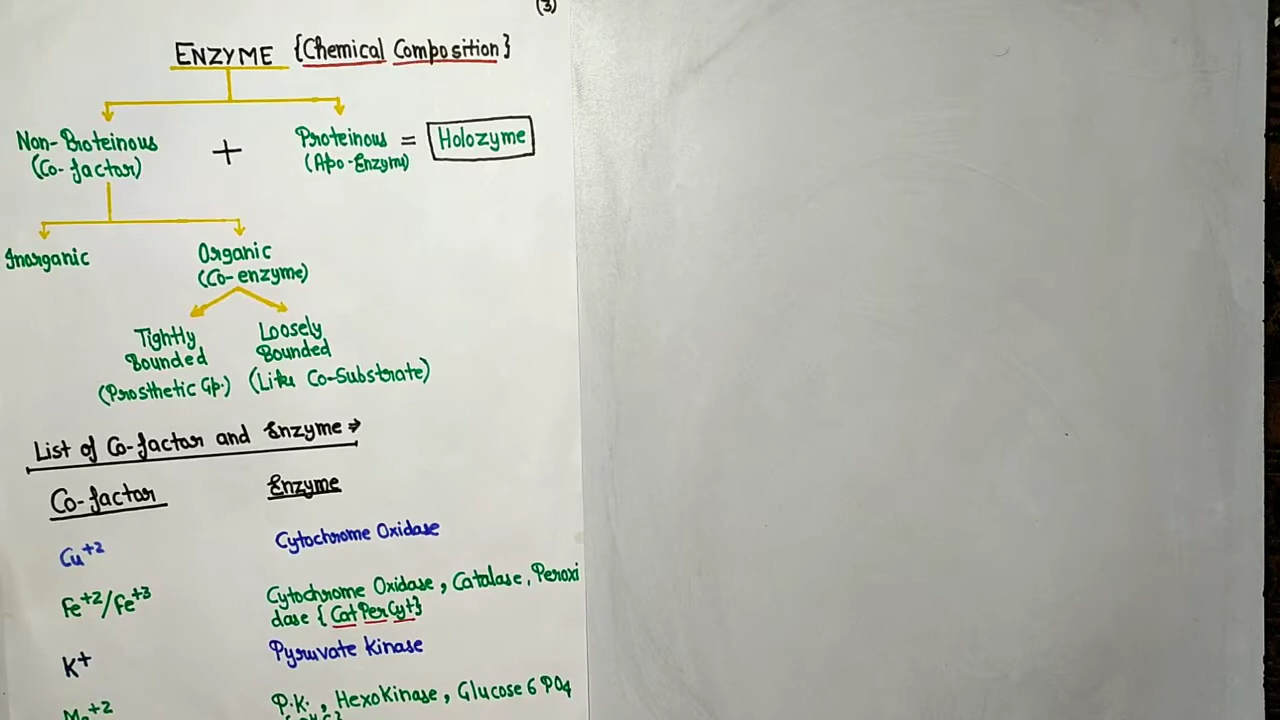 (3)
ENZYME {Chemical Composition}
Non-Proteinous + Proteinous = Holozyme
(Co-factor) (Apo-Enzyme)
Inorganic Organic
(Co-enzyme)
Tightly Loosely
Bounded Bounded
(Prosthetic Gp.) (Like Co-Substrate)
List of Co-factor and Enzyme →
Co-factor Enzyme
Cu+2 Cytochrome Oxidase
Fe+2/Fe+3 Cytochrome Oxidase, Catalase, Peroxi
dase {CatPerCyt}
K+ Pyruvate Kinase
P.K., Hexokinase, Glucose 6 PO4